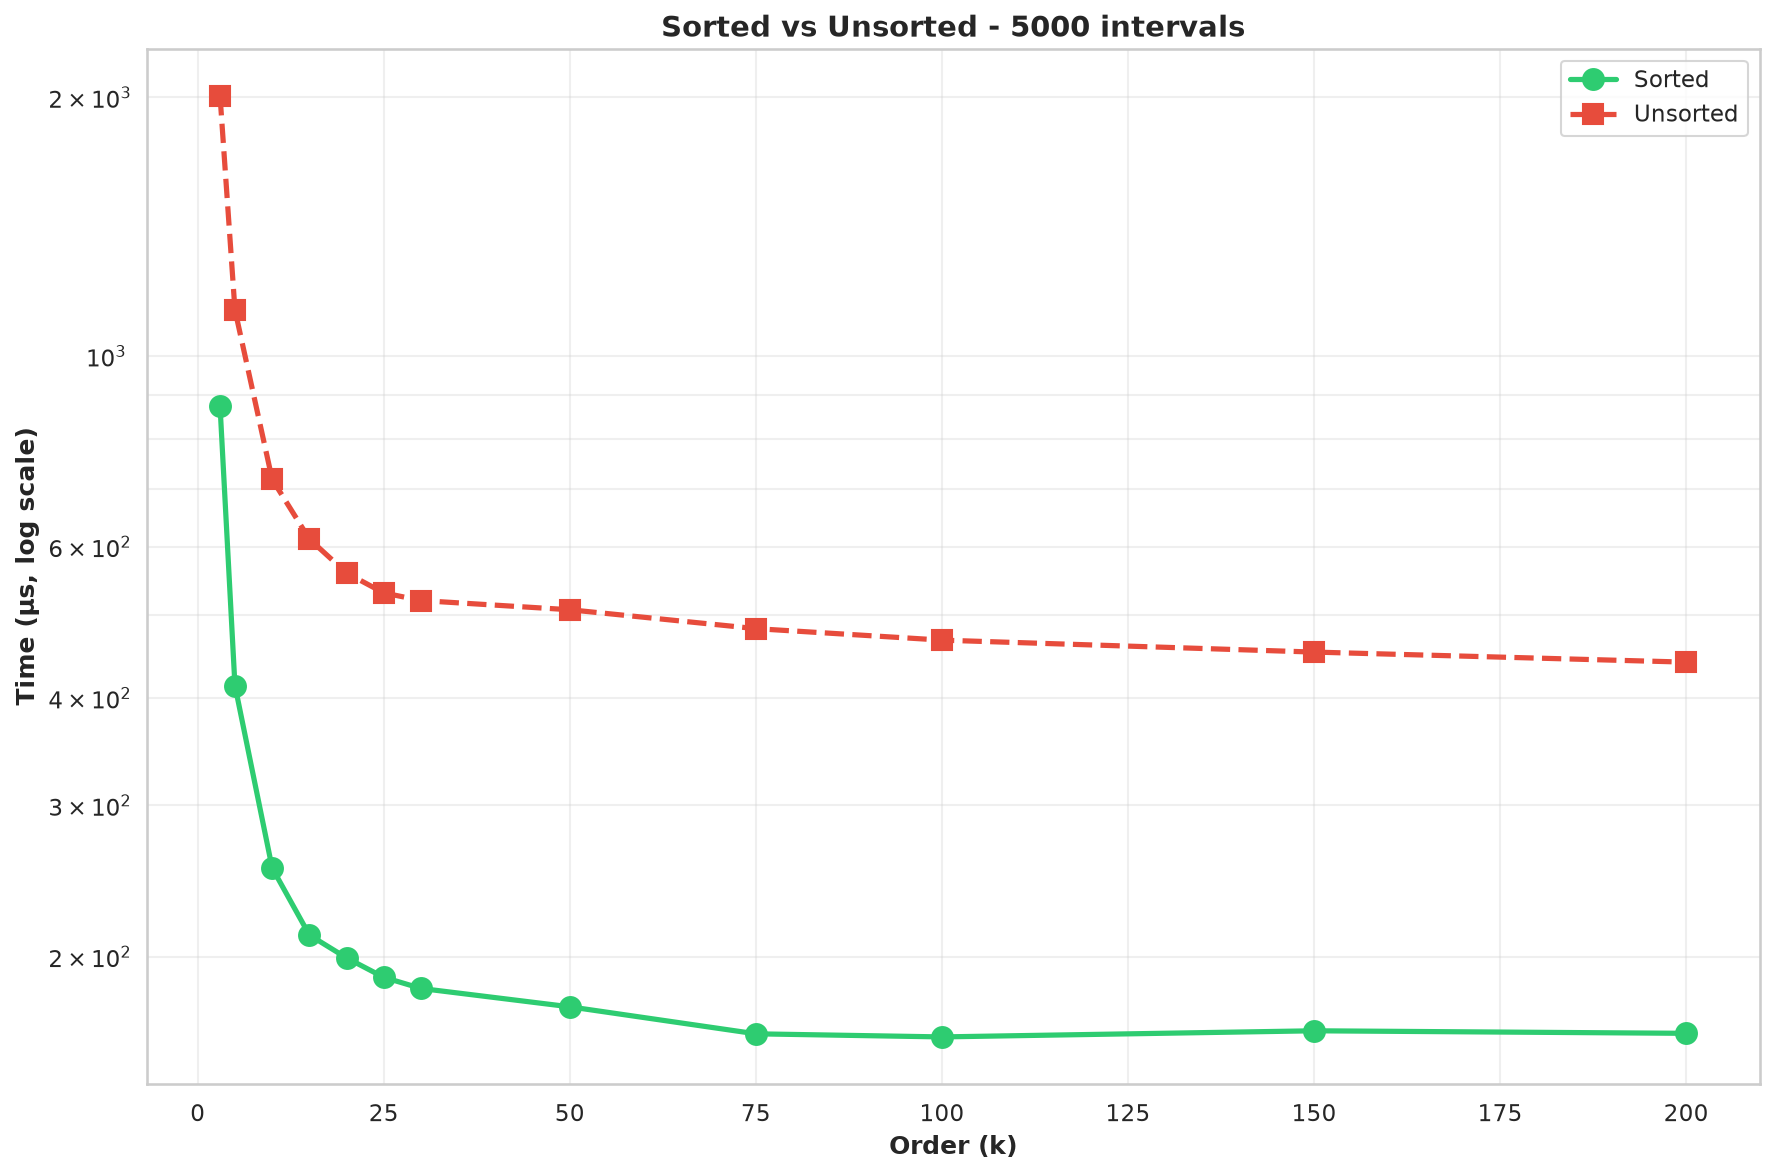 Sorted vs Unsorted - 5000 intervals
Sorted
Unsorted
Time (µs, log scale)
2 × 10³
10³
6 × 10²
4 × 10²
3 × 10²
2 × 10²
0 25 50 75 100 125 150 175 200
Order (k)